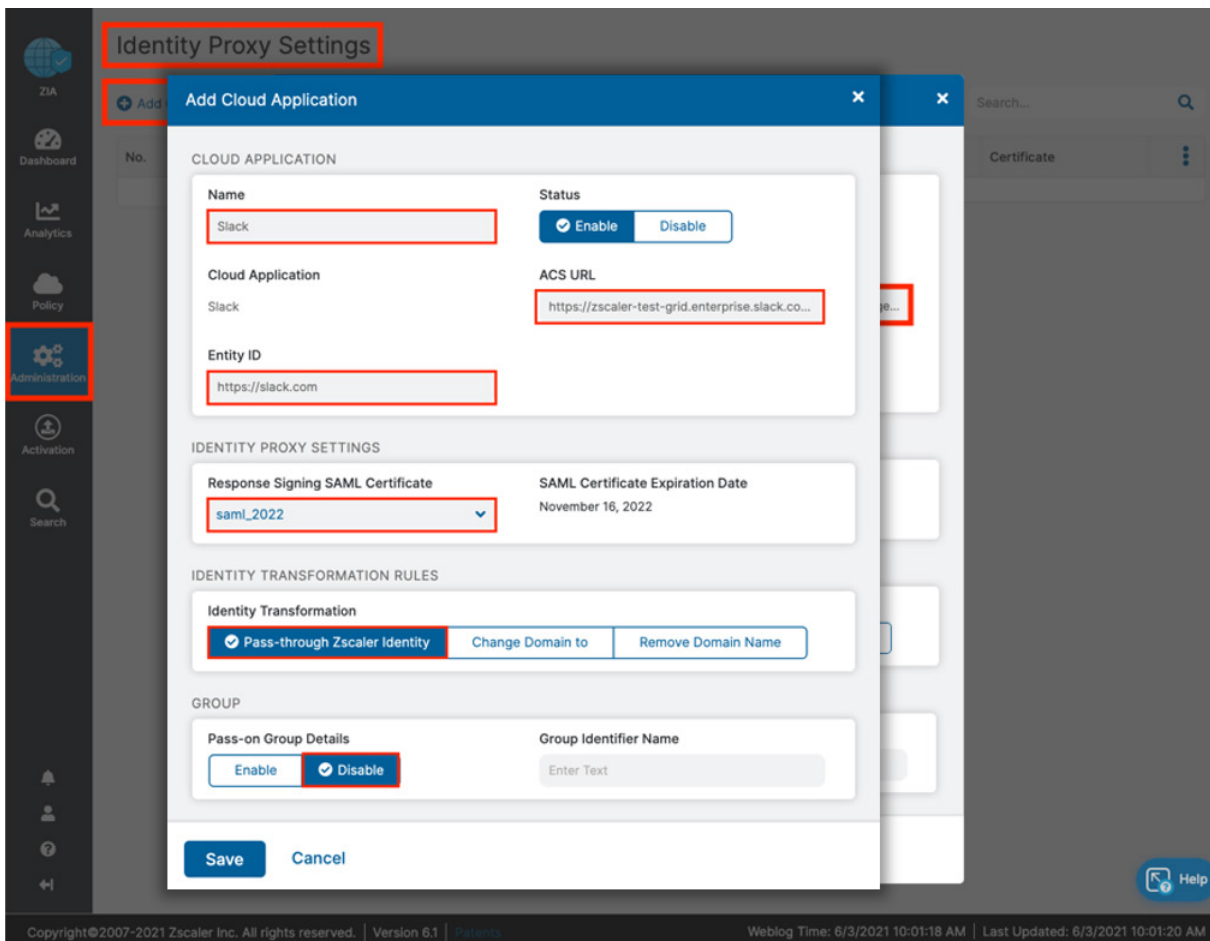 Identity Proxy Settings
ZIA
Add
Add Cloud Application
Search...
Dashboard
No.
Certificate
CLOUD APPLICATION
Name
Status
Slack
Enable
Disable
Analytics
Cloud Application
ACS URL
Slack
https://zscaler-test-grid.enterprise.slack.co...
ge...
Policy
Entity ID
https://slack.com
Administration
Activation
IDENTITY PROXY SETTINGS
Response Signing SAML Certificate
SAML Certificate Expiration Date
saml_2022
November 16, 2022
Search
IDENTITY TRANSFORMATION RULES
Identity Transformation
Pass-through Zscaler Identity
Change Domain to
Remove Domain Name
GROUP
Pass-on Group Details
Group Identifier Name
Enable
Disable
Enter Text
Save
Cancel
Help
Copyright©2007-2021 Zscaler Inc. All rights reserved. | Version 6.1 | Patents
Weblog Time: 6/3/2021 10:01:18 AM | Last Updated: 6/3/2021 10:01:20 AM